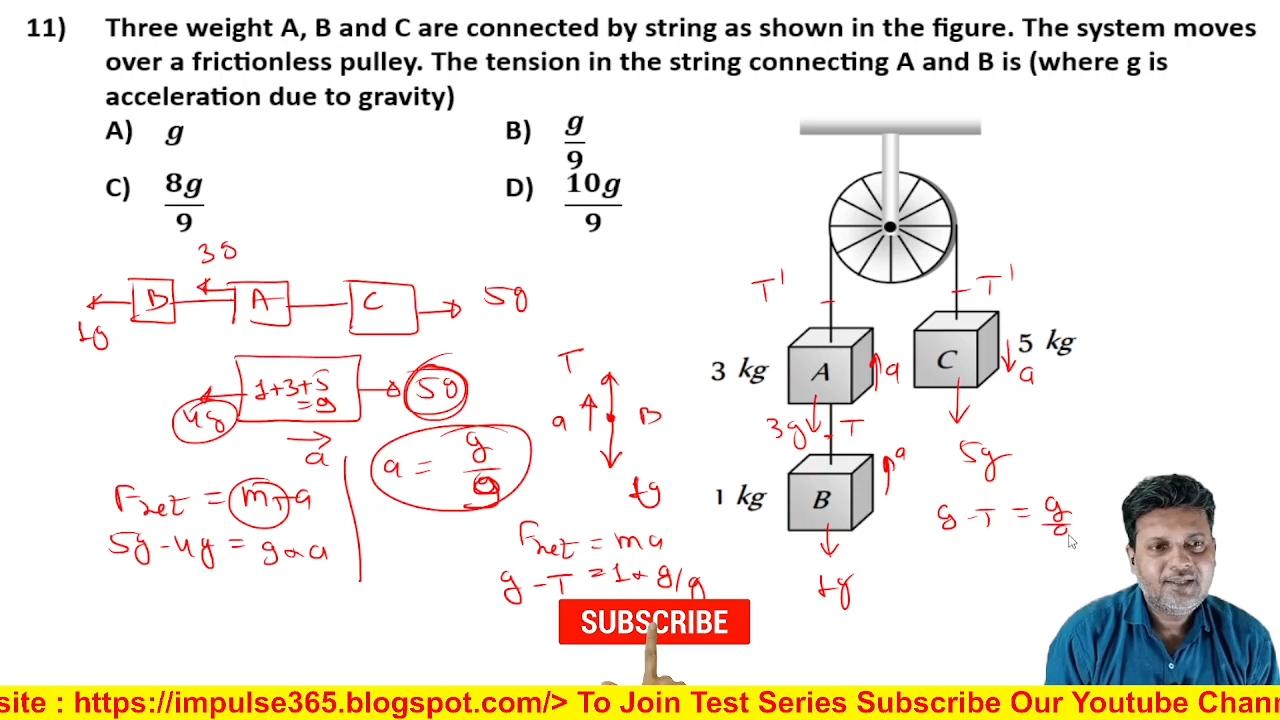 11) Three weight A, B and C are connected by string as shown in the figure. The system moves
over a frictionless pulley. The tension in the string connecting A and B is (where g is
acceleration due to gravity)
A) g B) g/9
C) 8g/9 D) 10g/9
3g
B A C 5g
1g
T' T'
3 kg A a C 5 kg
a
3g T
5g
1 kg B a
1g
1+3+5
=9
4g 5g
a
T
a B
1g
a = g/9
Fnet = mT a
5g - 4g = 9 × a
Fnet = ma
g - T = 1 × g/9
g - T = g/9
SUBSCRIBE
site : https://impulse365.blogspot.com/> To Join Test Series Subscribe Our Youtube Chan